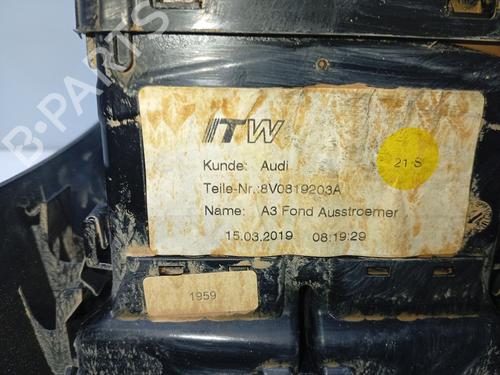 B-PARTS
ITW
Kunde: Audi
21 S
Teile-Nr.:8V0819203A
Name: A3 Fond Ausstroemer
15.03.2019 08:19:29
1959